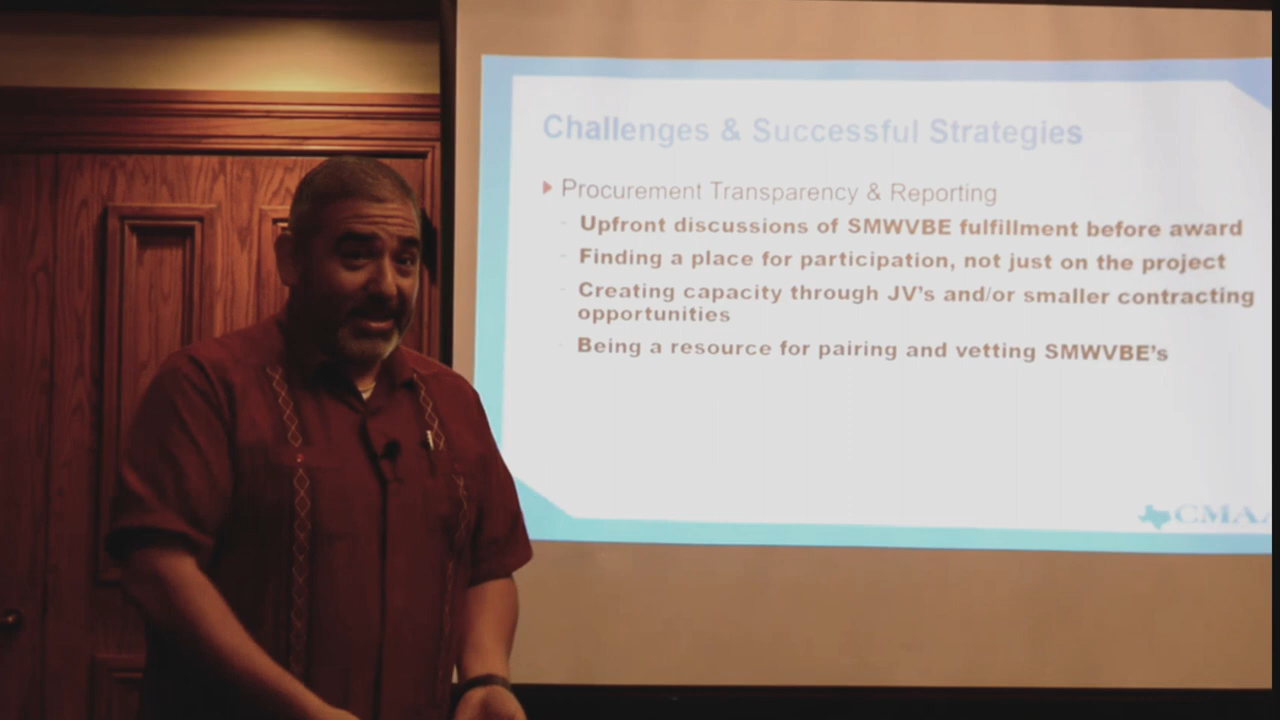 Challenges & Successful Strategies
Procurement Transparency & Reporting
- Upfront discussions of SMWVBE fulfillment before award
- Finding a place for participation, not just on the project
- Creating capacity through JV's and/or smaller contracting
opportunities
- Being a resource for pairing and vetting SMWVBE's
CMAA